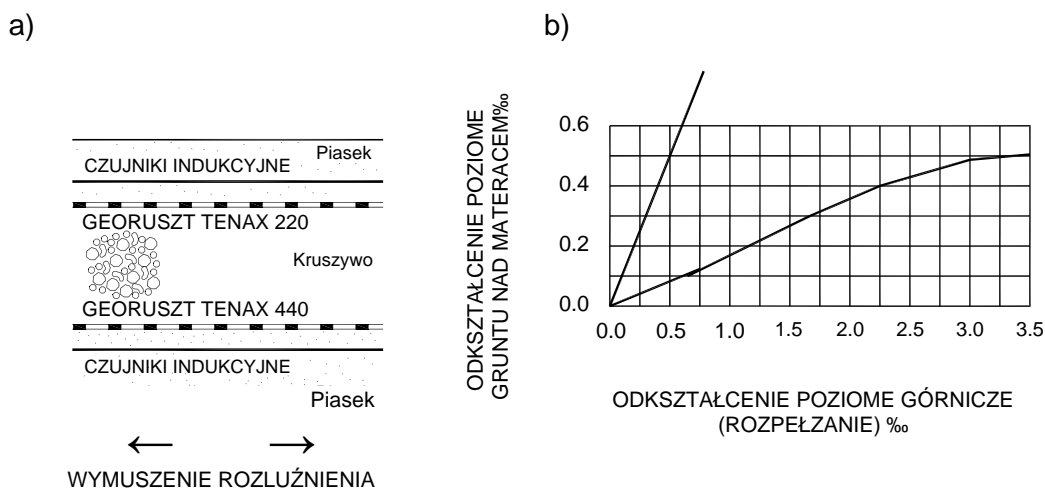 a)
Piasek
CZUJNIKI INDUKCYJNE
GEORUSZT TENAX 220
Kruszywo
GEORUSZT TENAX 440
CZUJNIKI INDUKCYJNE
Piasek
WYMUSZENIE ROZLUŹNIENIA
b)
ODKSZTAŁCENIE POZIOME
GRUNTU NAD MATERACEM‰
0.6
0.4
0.2
0.0
0.0 0.5 1.0 1.5 2.0 2.5 3.0 3.5
ODKSZTAŁCENIE POZIOME GÓRNICZE
(ROZPEŁZANIE) ‰